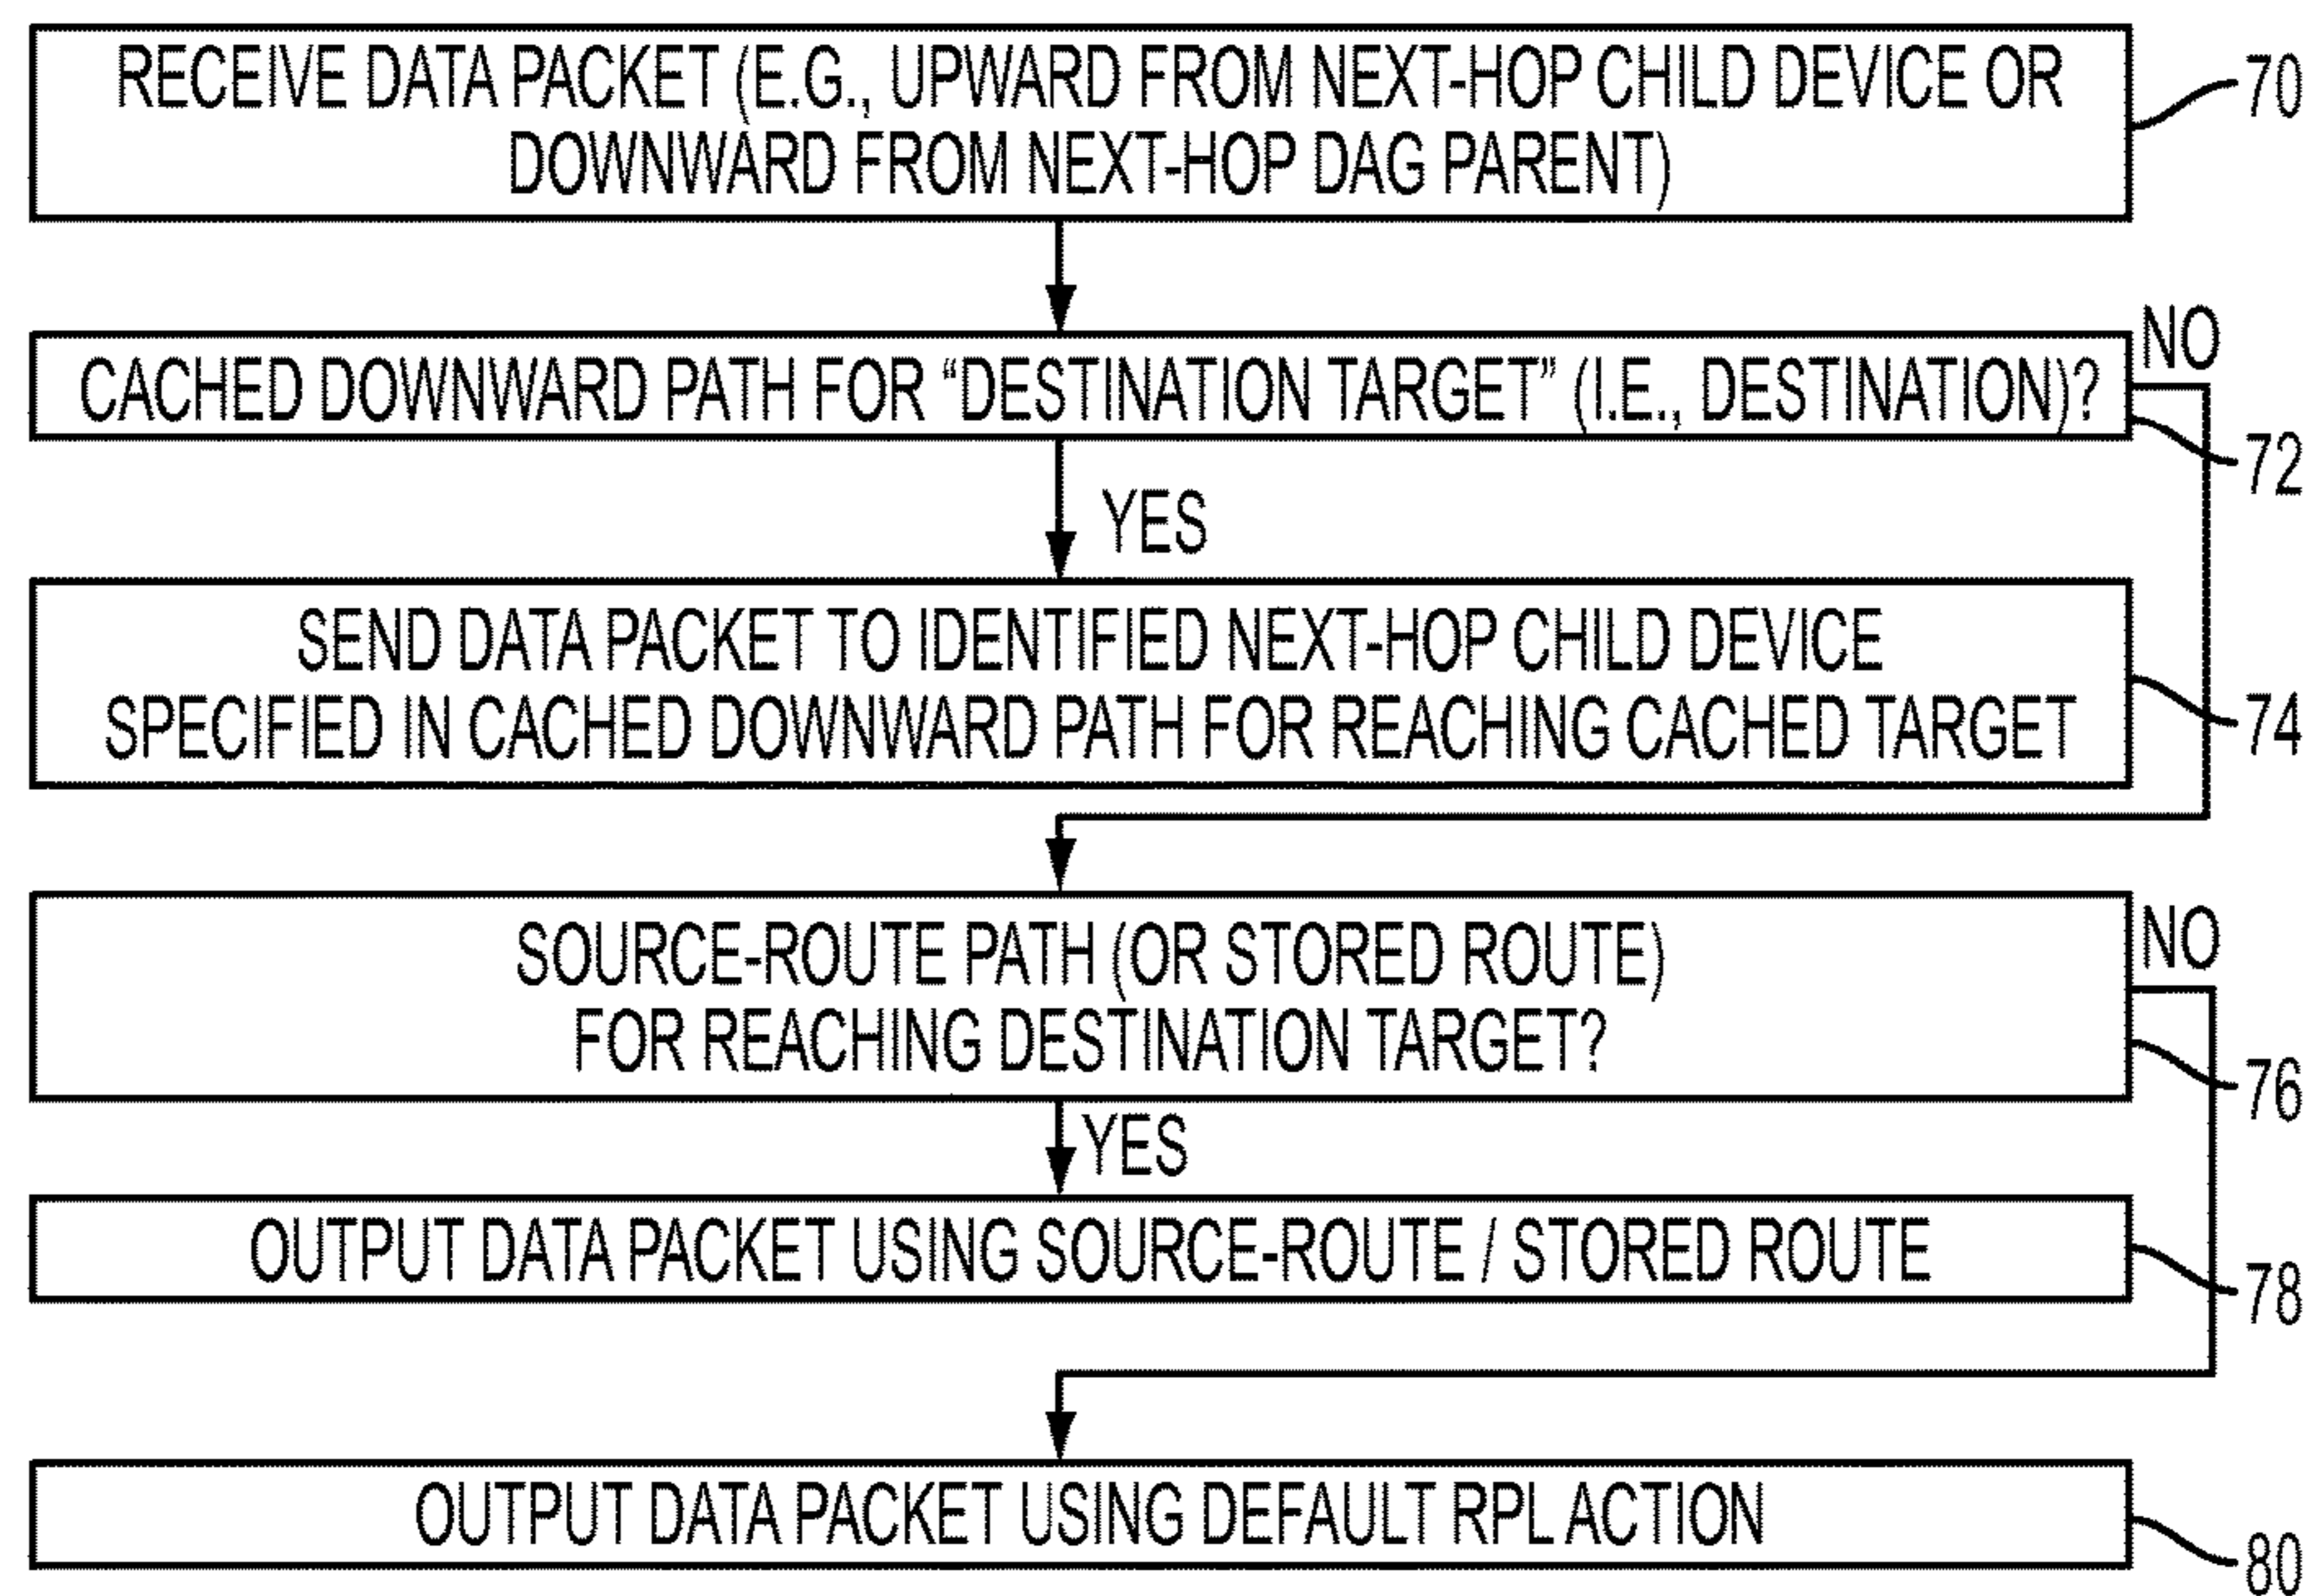 RECEIVE DATA PACKET (E.G., UPWARD FROM NEXT-HOP CHILD DEVICE OR
DOWNWARD FROM NEXT-HOP DAG PARENT)
70
CACHED DOWNWARD PATH FOR “DESTINATION TARGET” (I.E., DESTINATION)?
NO
72
YES
SEND DATA PACKET TO IDENTIFIED NEXT-HOP CHILD DEVICE
SPECIFIED IN CACHED DOWNWARD PATH FOR REACHING CACHED TARGET
74
SOURCE-ROUTE PATH (OR STORED ROUTE)
FOR REACHING DESTINATION TARGET?
NO
76
YES
OUTPUT DATA PACKET USING SOURCE-ROUTE / STORED ROUTE
78
OUTPUT DATA PACKET USING DEFAULT RPL ACTION
80